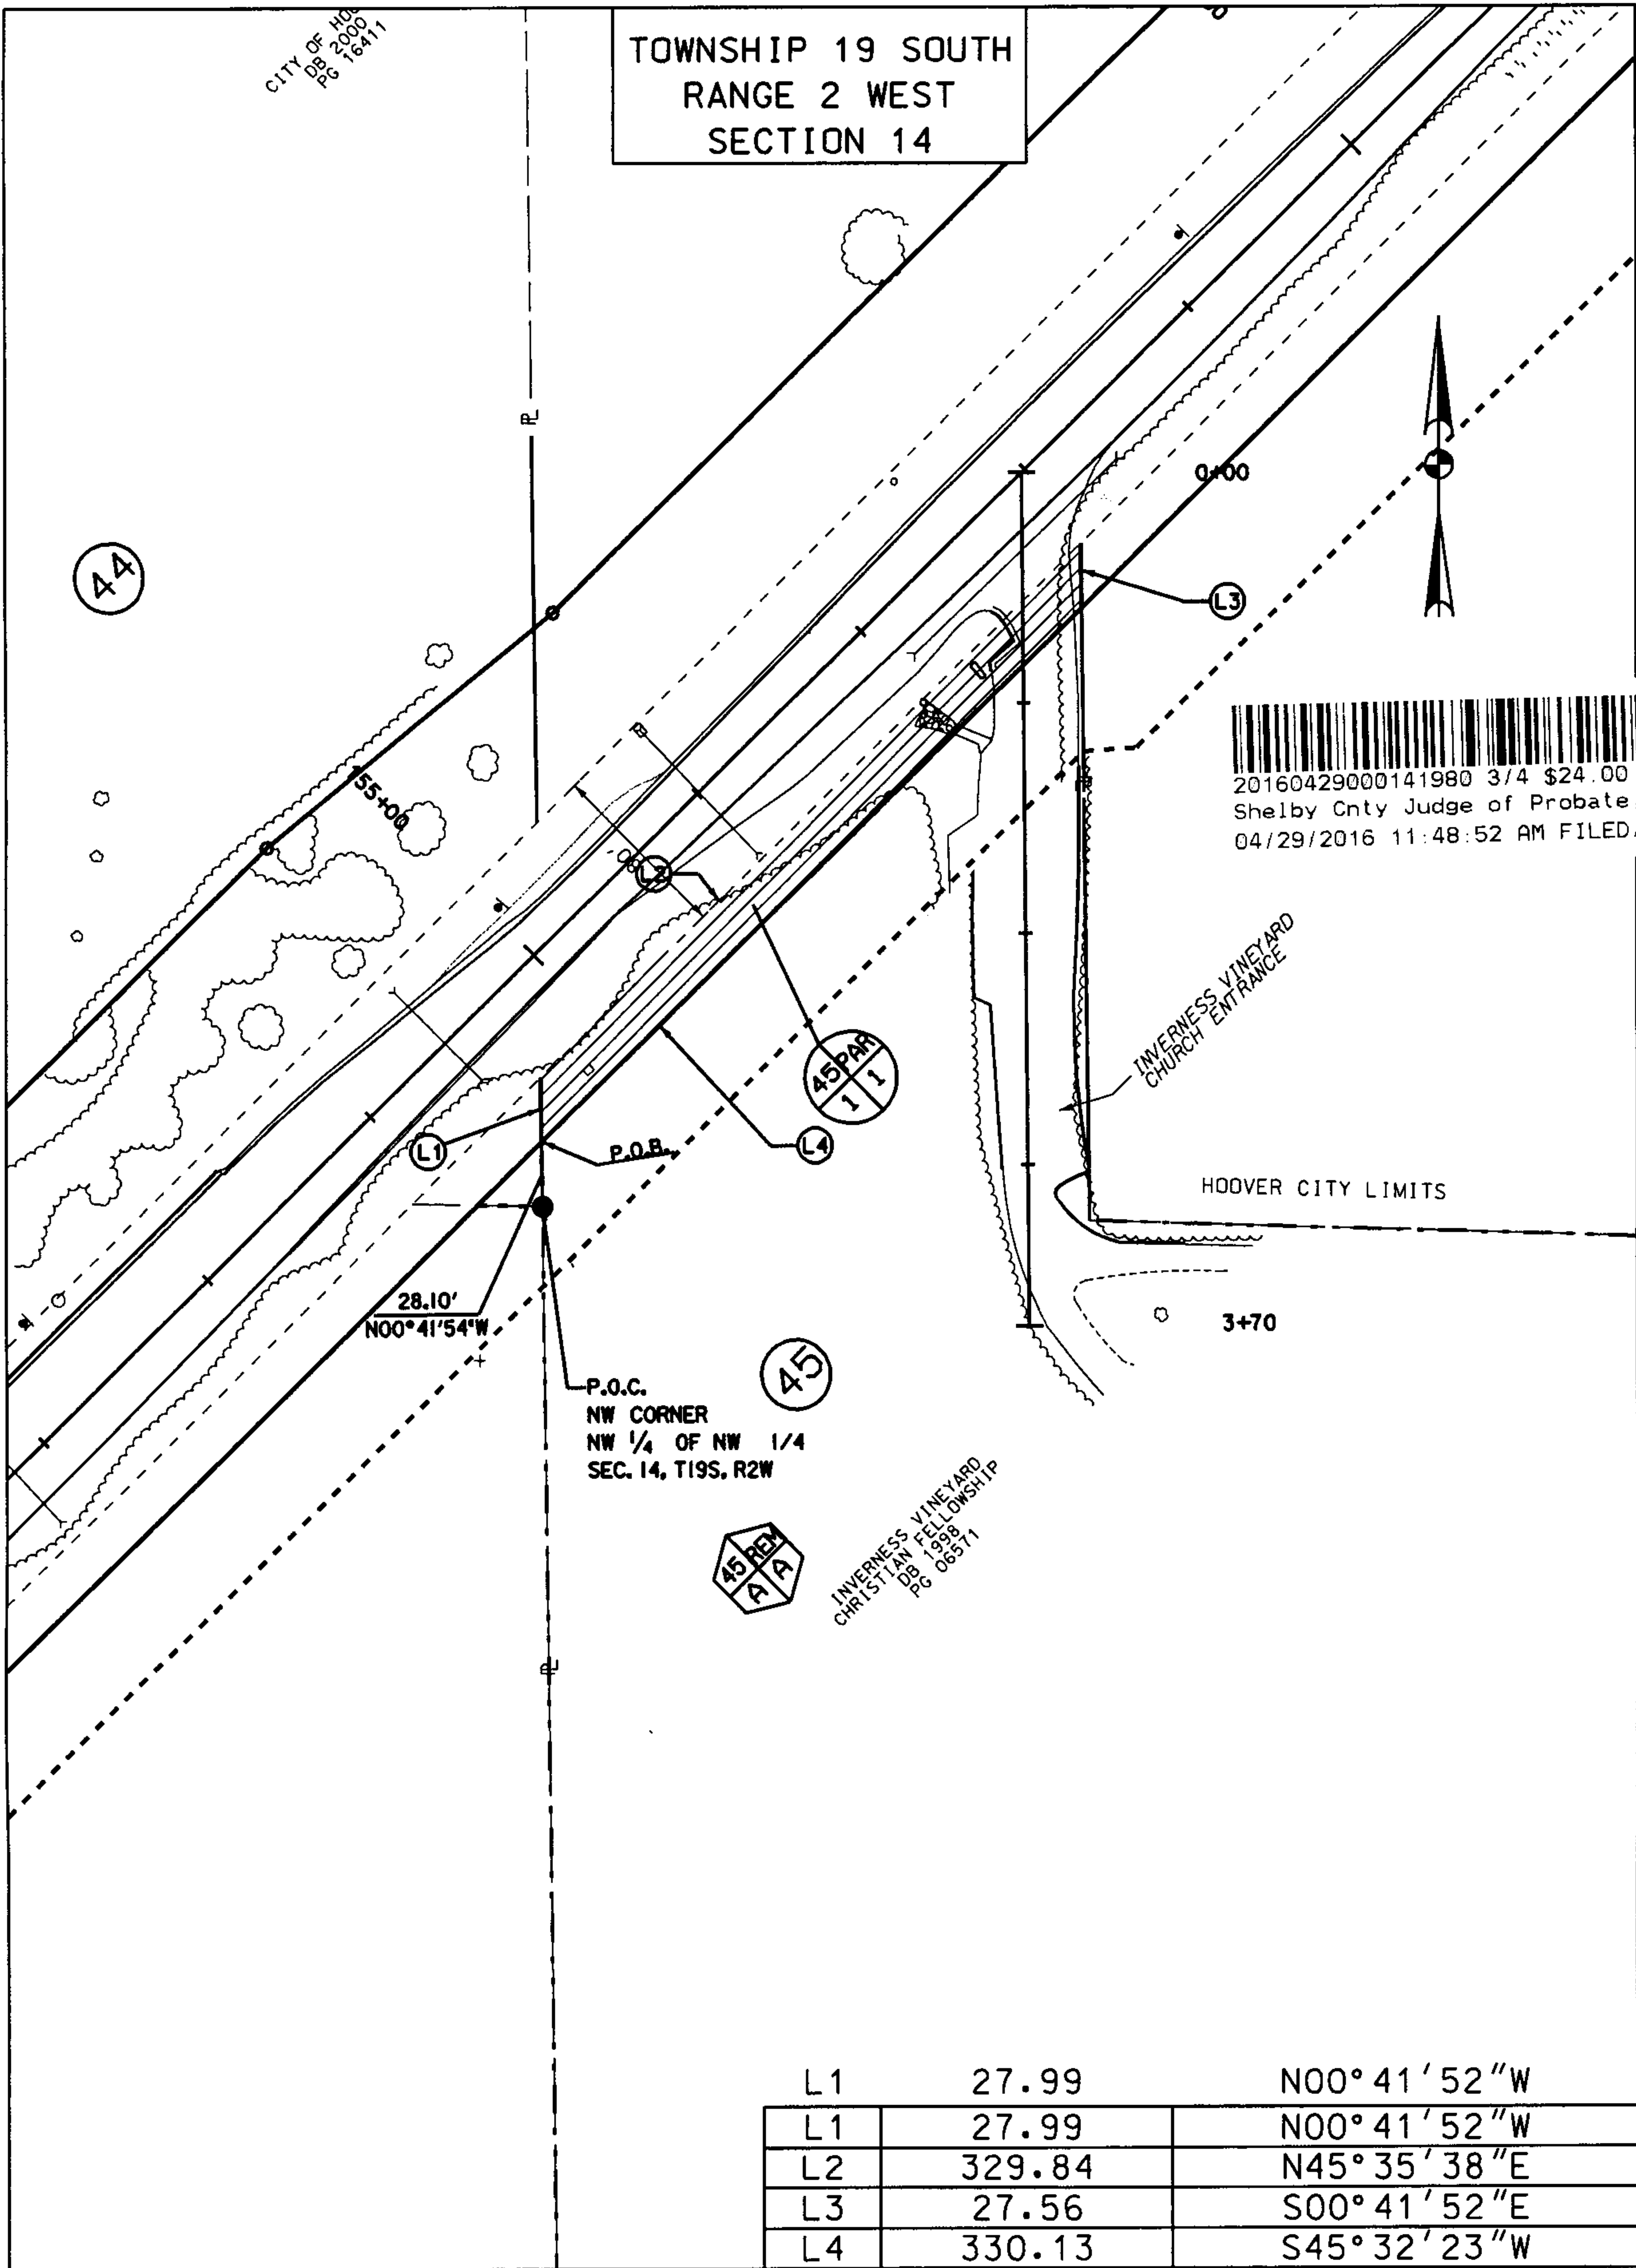 CITY OF
DB 2000
PG 16411
TOWNSHIP 19 SOUTH
RANGE 2 WEST
SECTION 14
PL
0+00
44
L3
155+00
20160429000141980 3/4 $24.00
Shelby Cnty Judge of Probate
04/29/2016 11:48:52 AM FILED
80'
L2
INVERNESS VINEYARD
CHURCH ENTRANCE
45 PAR
1 1
L1
P.O.B.
L4
HOOVER CITY LIMITS
28.10'
N00°41'54"W
3+70
45
P.O.C.
NW CORNER
NW 1/4 OF NW 1/4
SEC. 14, T19S, R2W
45 REM
A A
INVERNESS VINEYARD
CHRISTIAN FELLOWSHIP
DB 1998
PG 06571
PL
L1 27.99 N00°41'52"W
L1 27.99 N00°41'52"W
L2 329.84 N45°35'38"E
L3 27.56 S00°41'52"E
L4 330.13 S45°32'23"W